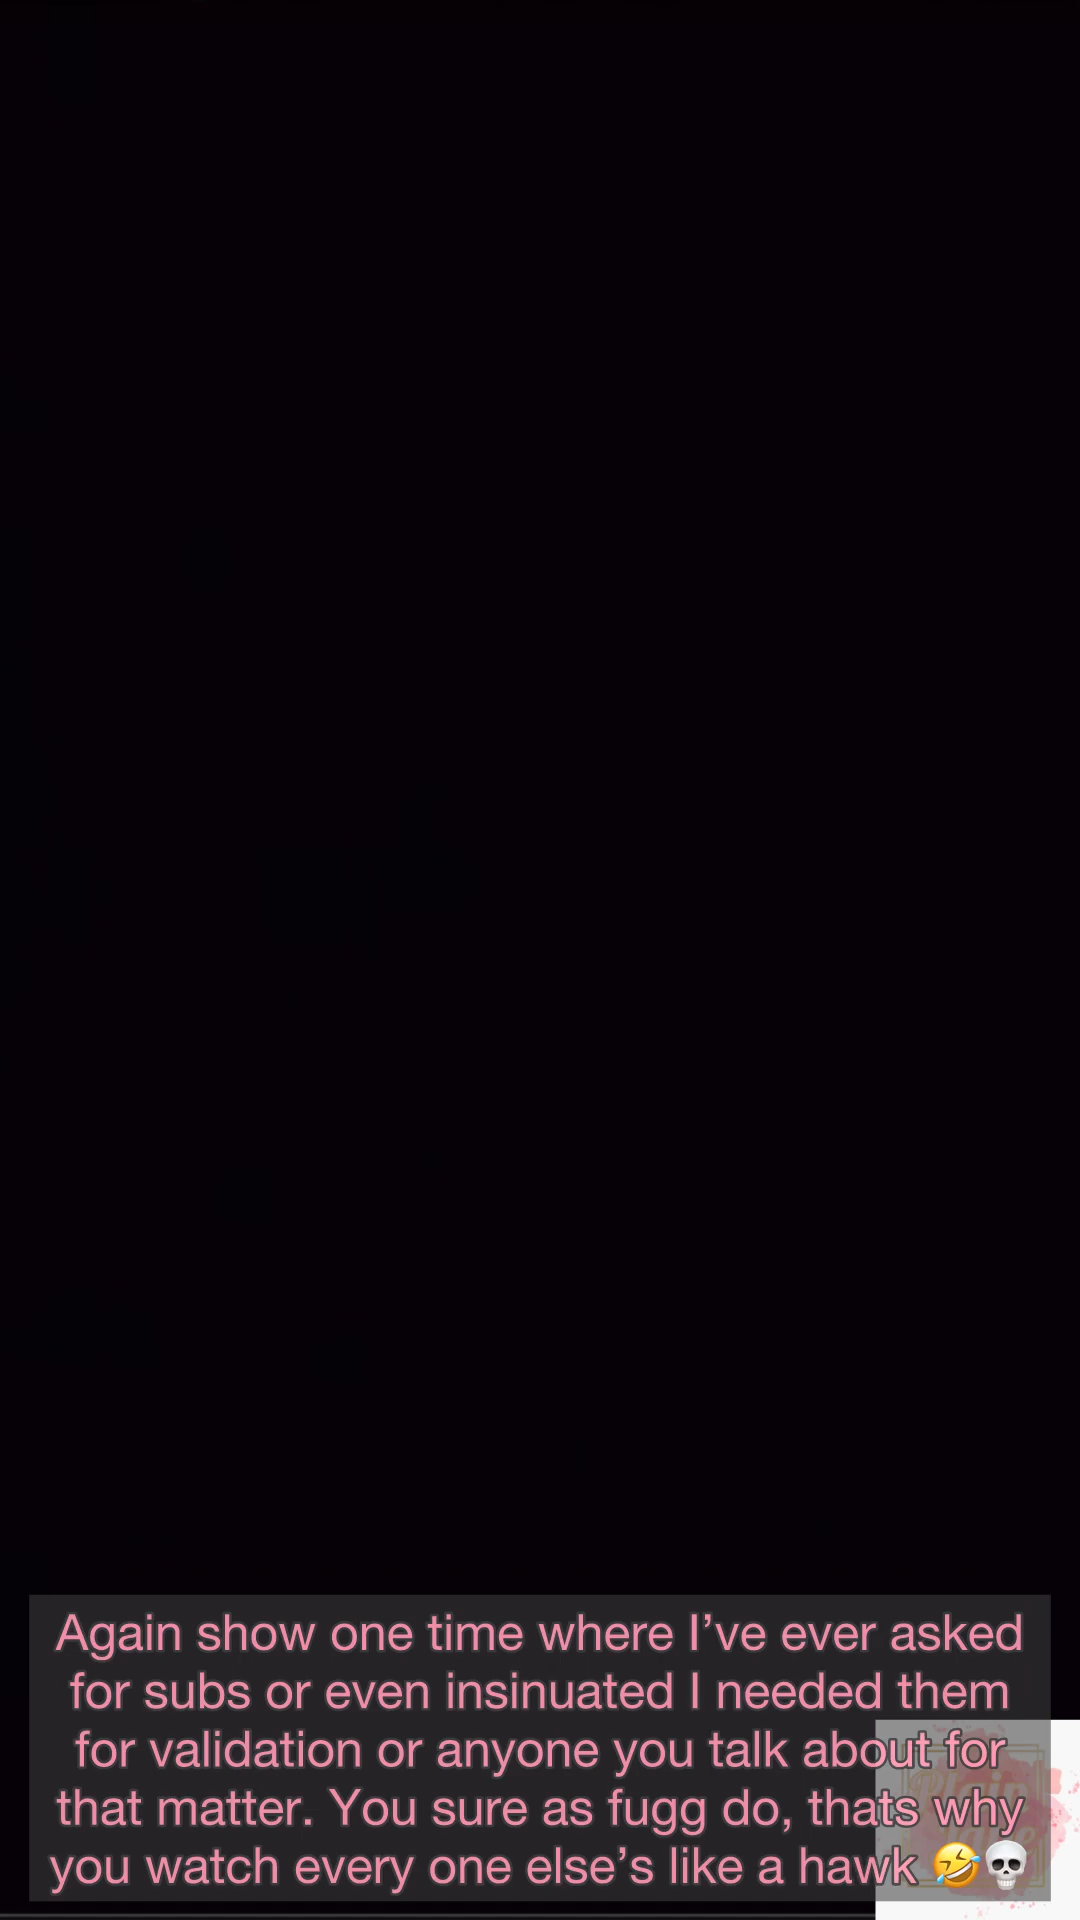 Again show one time where I’ve ever asked
for subs or even insinuated I needed them
for validation or anyone you talk about for
that matter. You sure as fugg do, thats why
you watch every one else’s like a hawk 🤣💀